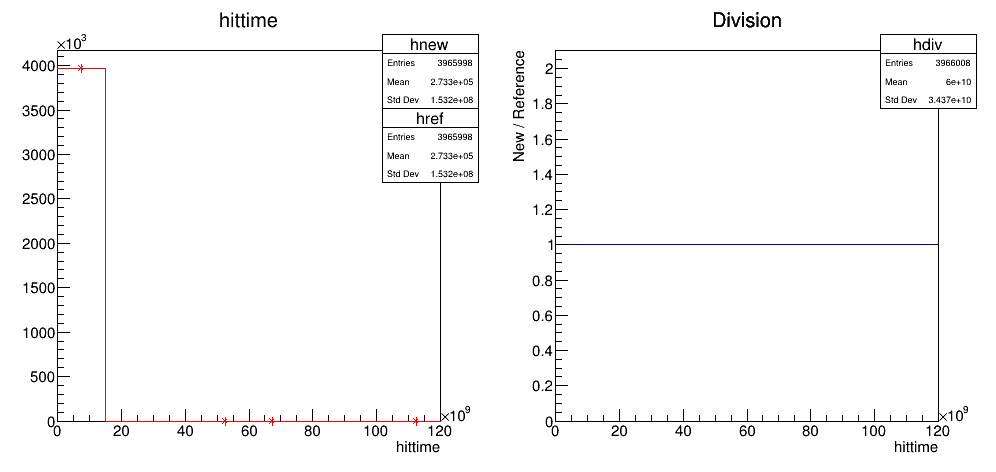 hittime
×10³
4000
3500
3000
2500
2000
1500
1000
500
0
0 20 40 60 80 100 120
×10⁹
hittime
hnew
Entries 3965998
Mean 2.733e+05
Std Dev 1.532e+08
href
Entries 3965998
Mean 2.733e+05
Std Dev 1.532e+08
Division
New / Reference
2
1.8
1.6
1.4
1.2
1
0.8
0.6
0.4
0.2
0
0 20 40 60 80 100 120
×10⁹
hittime
hdiv
Entries 3966008
Mean 6e+10
Std Dev 3.437e+10